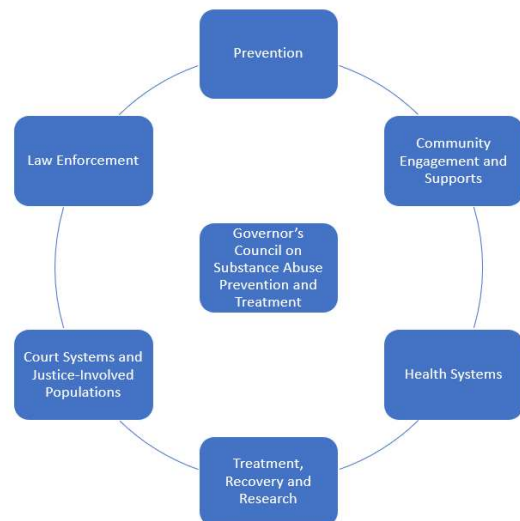 Prevention
Law Enforcement
Community
Engagement and
Supports
Governor's
Council on
Substance Abuse
Prevention and
Treatment
Court Systems and
Justice-Involved
Populations
Health Systems
Treatment,
Recovery and
Research